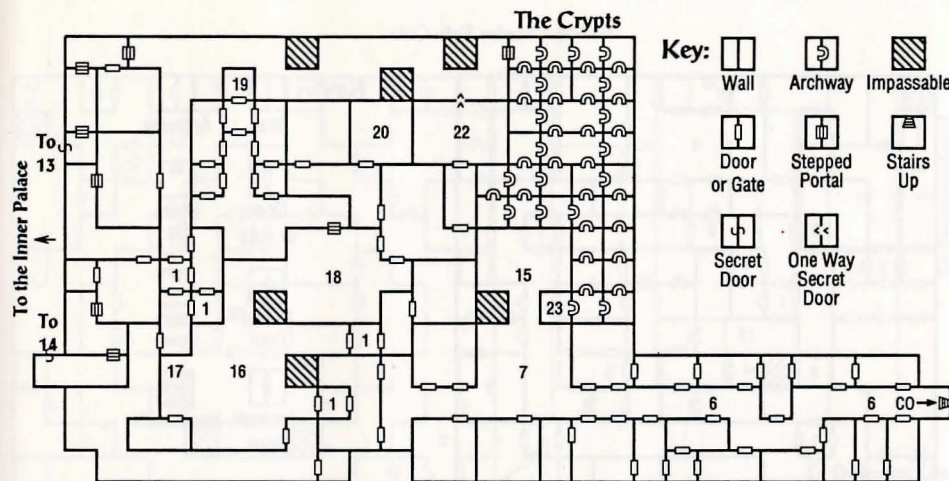 The Crypts
Key:
Wall
Archway
Impassable
Door
or Gate
Stepped
Portal
Stairs
Up
Secret
Door
One Way
Secret
Door
To the Inner Palace
To
13
To
14
19
20
22
1
18
15
1
23
1
17
16
7
1
6
6
CO